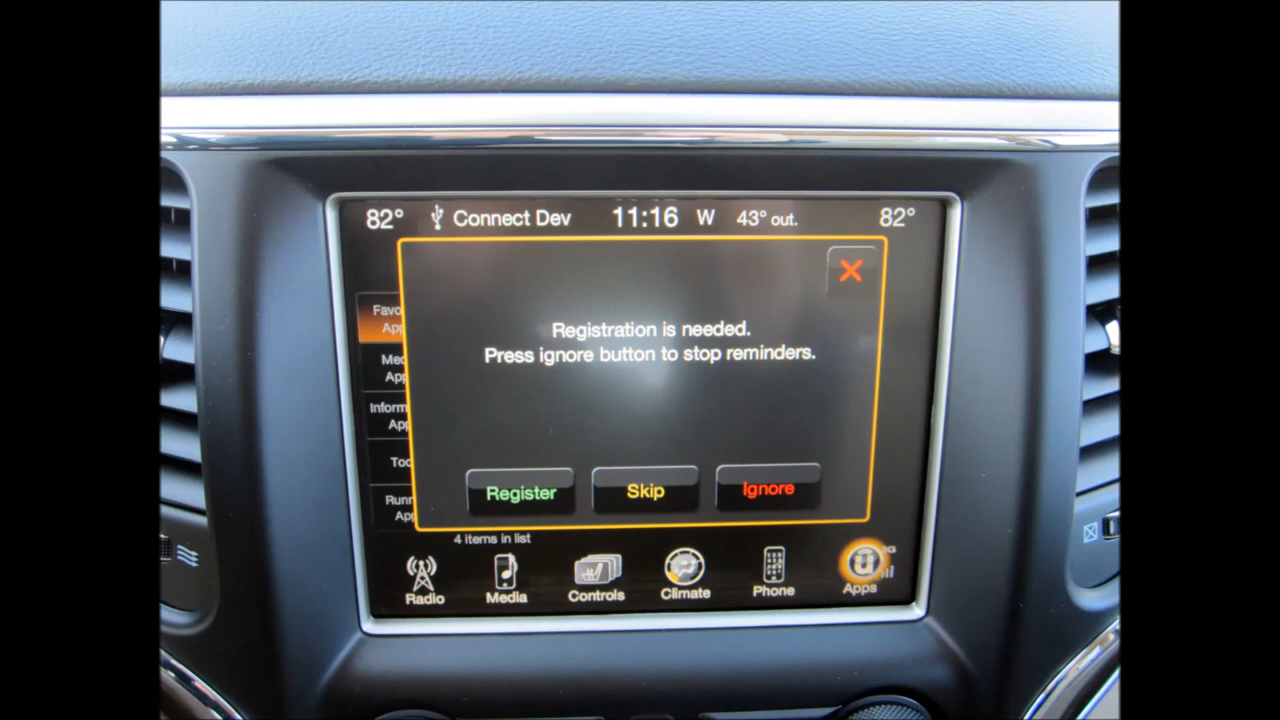 82° Connect Dev 11:16 W 43° out. 82°
Registration is needed.
Press ignore button to stop reminders.
Register Skip Ignore
4 items in list
Radio Media Controls Climate Phone Apps